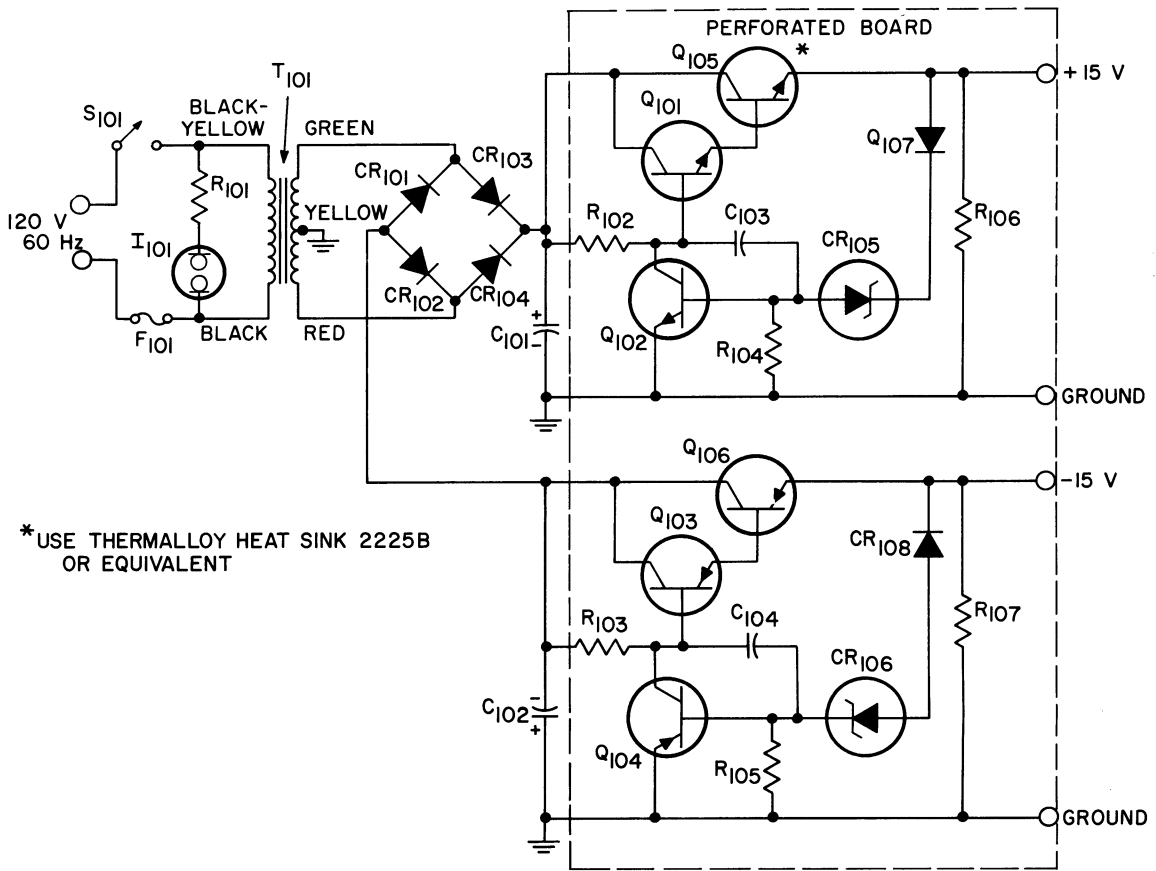 PERFORATED BOARD
Q105
*
+15 V
T101
Q101
S101
BLACK-
YELLOW
GREEN
CR103
Q107
CR101
R101
120 V
60 Hz
YELLOW
R102
C103
R106
I101
CR105
CR102
CR104
F101
BLACK
RED
+
C101
-
Q102
R104
GROUND
Q106
-15 V
*USE THERMALLOY HEAT SINK 2225B
OR EQUIVALENT
Q103
CR108
R103
C104
R107
CR106
-
C102
+
Q104
R105
GROUND